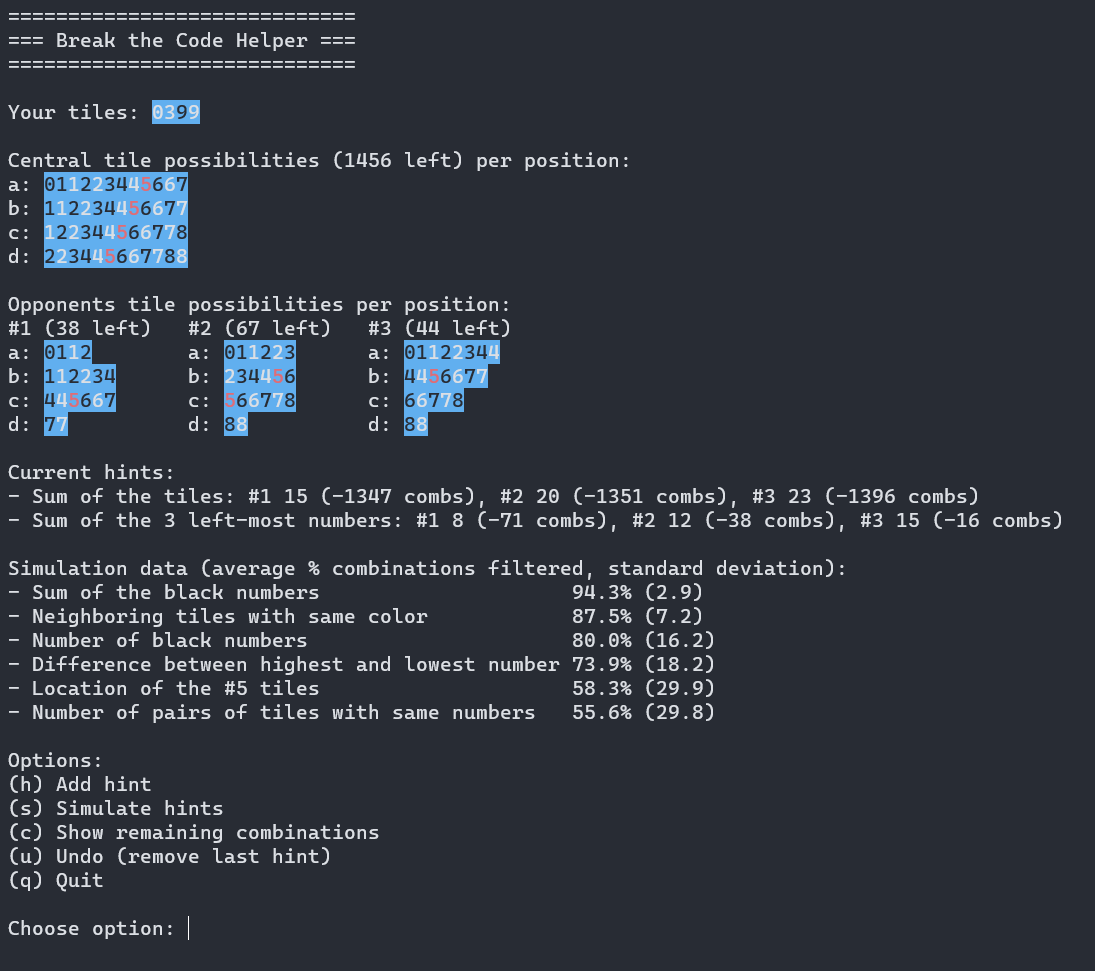 =============================
=== Break the Code Helper ===
=============================

Your tiles: 0399

Central tile possibilities (1456 left) per position:
a: 011223445667
b: 112234456677
c: 122344566778
d: 223445667788

Opponents tile possibilities per position:
#1 (38 left)   #2 (67 left)   #3 (44 left)
a: 0112        a: 011223      a: 01122344
b: 112234      b: 234456      b: 4456677
c: 445667      c: 566778      c: 66778
d: 77          d: 88          d: 88

Current hints:
- Sum of the tiles: #1 15 (-1347 combs), #2 20 (-1351 combs), #3 23 (-1396 combs)
- Sum of the 3 left-most numbers: #1 8 (-71 combs), #2 12 (-38 combs), #3 15 (-16 combs)

Simulation data (average % combinations filtered, standard deviation):
- Sum of the black numbers                     94.3% (2.9)
- Neighboring tiles with same color            87.5% (7.2)
- Number of black numbers                      80.0% (16.2)
- Difference between highest and lowest number 73.9% (18.2)
- Location of the #5 tiles                     58.3% (29.9)
- Number of pairs of tiles with same numbers   55.6% (29.8)

Options:
(h) Add hint
(s) Simulate hints
(c) Show remaining combinations
(u) Undo (remove last hint)
(q) Quit

Choose option: